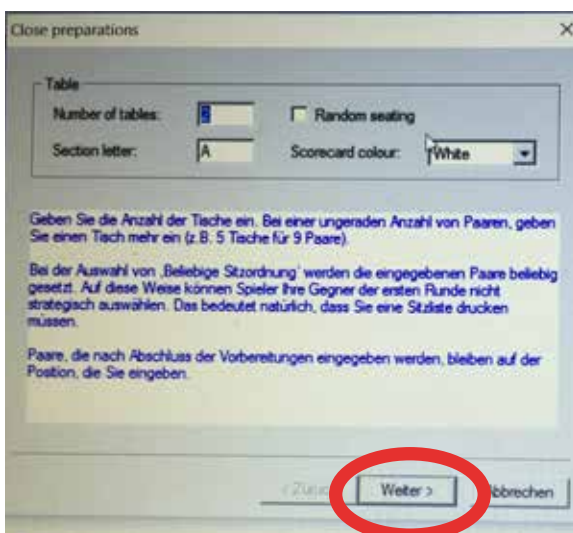 Close preparations
Table
Number of tables: 2 Random seating
Section letter: A Scorecard colour: White
Geben Sie die Anzahl der Tische ein. Bei einer ungeraden Anzahl von Paaren, geben
Sie einen Tisch mehr ein (z.B. 5 Tische für 9 Paare).
Bei der Auswahl von ‚Beliebige Sitzordnung' werden die eingegebenen Paare beliebig
gesetzt. Auf diese Weise können Spieler Ihre Gegner der ersten Runde nicht
strategisch auswählen. Das bedeutet natürlich, dass Sie eine Sitzliste drucken
müssen.
Paare, die nach Abschluss der Vorbereitungen eingegeben werden, bleiben auf der
Position, die Sie eingeben.
Weiter >